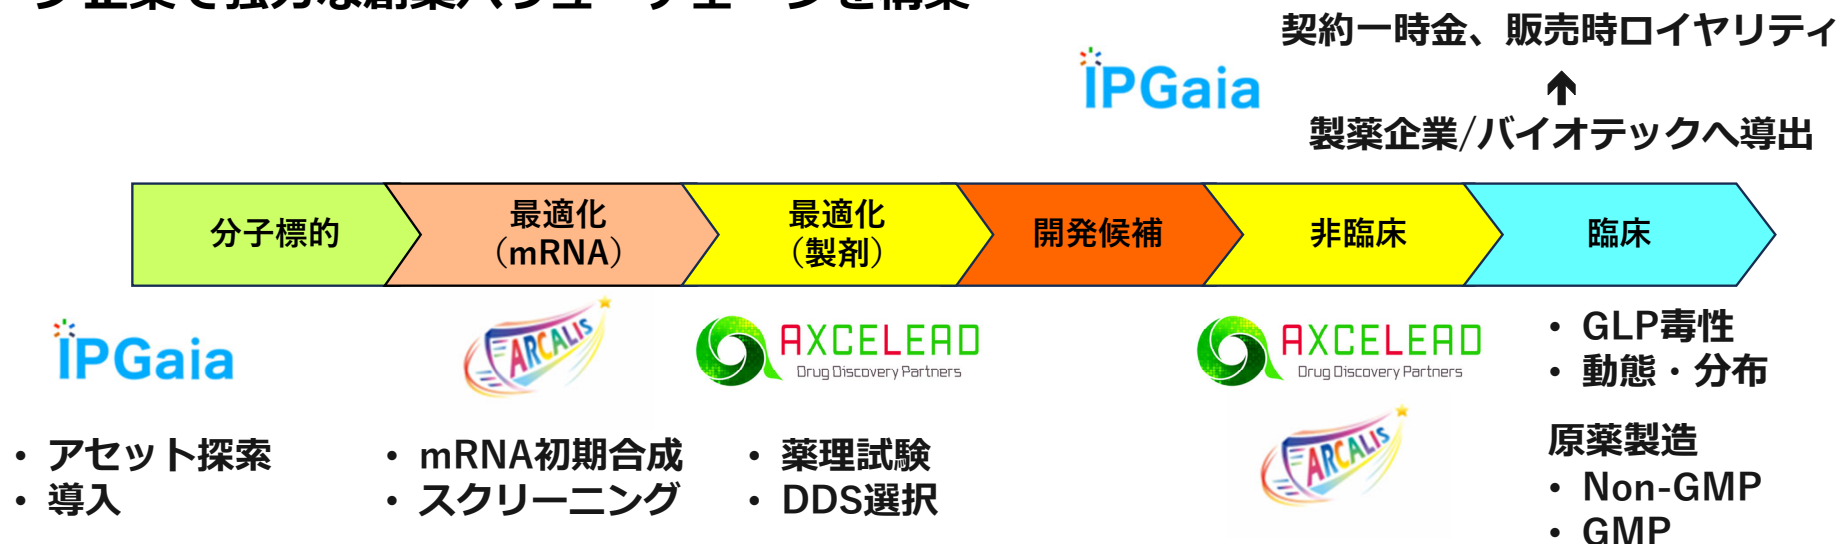 契約一時金、販売時ロイヤリティ
iPGaia
↑
製薬企業/バイオテックへ導出
分子標的
最適化
(mRNA)
最適化
(製剤)
開発候補
非臨床
臨床
iPGaia
ARCALIS
AXCELEAD
Drug Discovery Partners
AXCELEAD
Drug Discovery Partners
ARCALIS
• GLP毒性
• 動態・分布
• アセット探索
• 導入
• mRNA初期合成
• スクリーニング
• 薬理試験
• DDS選択
原薬製造
• Non-GMP
• GMP